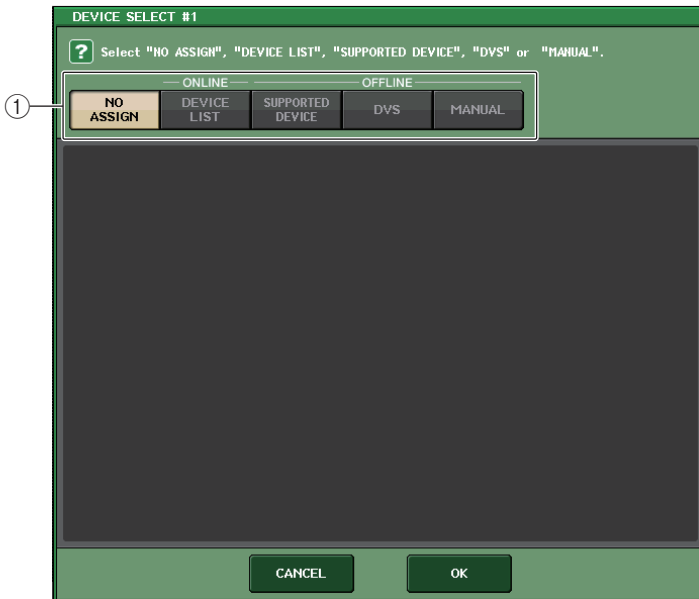 DEVICE SELECT #1
? Select "NO ASSIGN", "DEVICE LIST", "SUPPORTED DEVICE", "DVS" or "MANUAL".
ONLINE OFFLINE
① NO ASSIGN DEVICE LIST SUPPORTED DEVICE DVS MANUAL
CANCEL OK